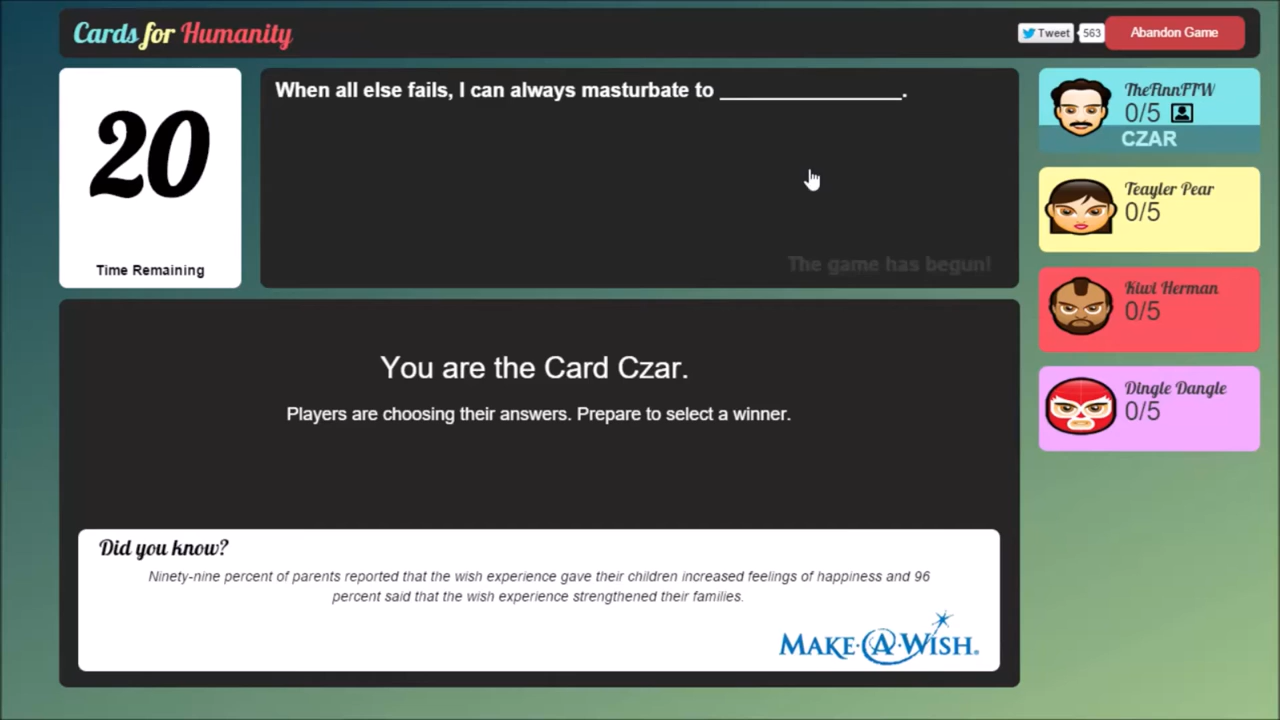 Cards for Humanity
Tweet
563
Abandon Game
20
Time Remaining
When all else fails, I can always masturbate to ________________.
The game has begun!
TheFinnFTW
0/5
CZAR
Teayler Pear
0/5
Kiwi Herman
0/5
Dingle Dangle
0/5
You are the Card Czar.
Players are choosing their answers. Prepare to select a winner.
Did you know?
Ninety-nine percent of parents reported that the wish experience gave their children increased feelings of happiness and 96
percent said that the wish experience strengthened their families.
MAKE·A·WISH®